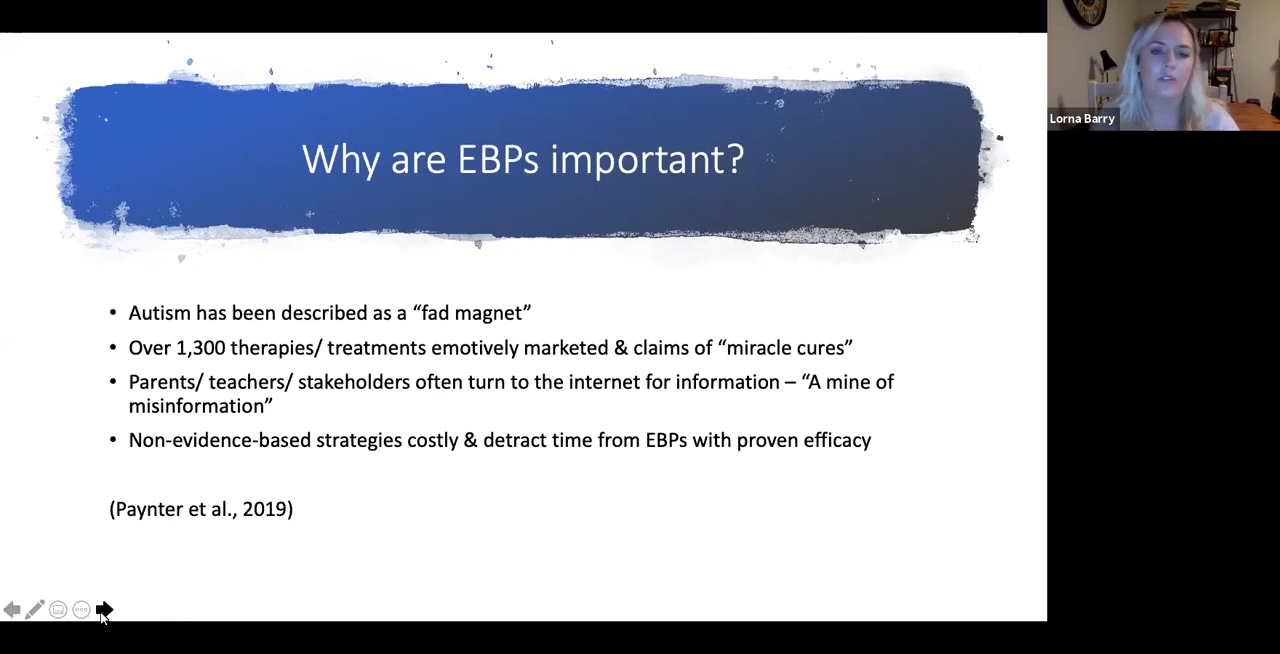 Why are EBPs important?
Lorna Barry
• Autism has been described as a “fad magnet”
• Over 1,300 therapies/ treatments emotively marketed & claims of “miracle cures”
• Parents/ teachers/ stakeholders often turn to the internet for information – “A mine of
misinformation”
• Non-evidence-based strategies costly & detract time from EBPs with proven efficacy
(Paynter et al., 2019)